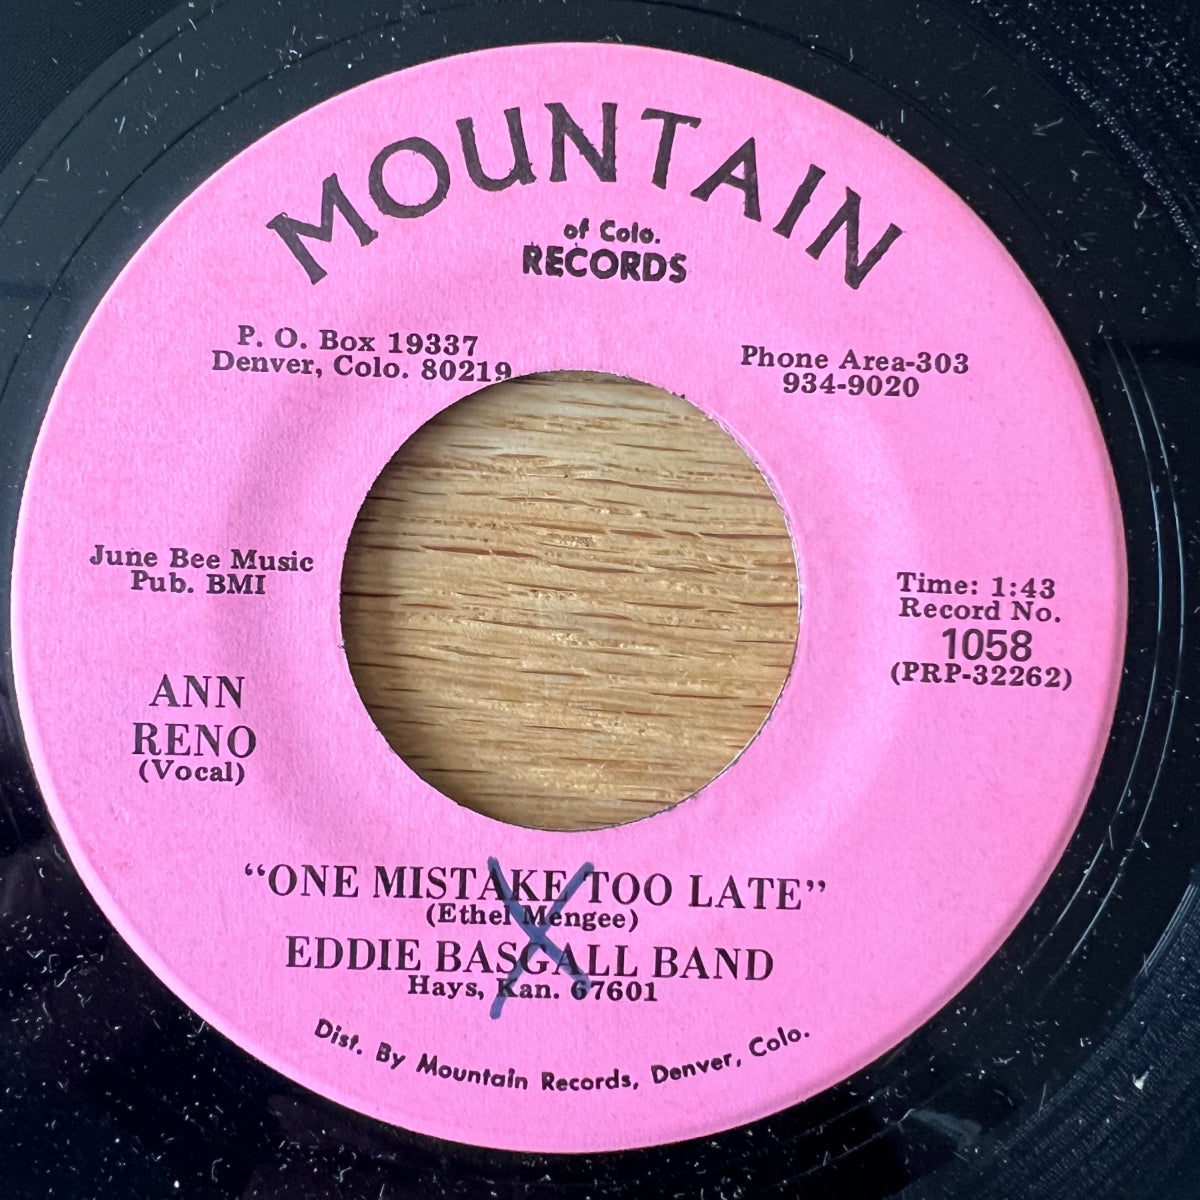 MOUNTAIN
of Colo.
RECORDS
P. O. Box 19337
Denver, Colo. 80219
Phone Area-303
934-9020
June Bee Music
Pub. BMI
Time: 1:43
Record No.
1058
(PRP-32262)
ANN
RENO
(Vocal)
“ONE MISTAKE TOO LATE”
(Ethel Mengee)
EDDIE BASGALL BAND
Hays, Kan. 67601
Dist. By Mountain Records, Denver, Colo.